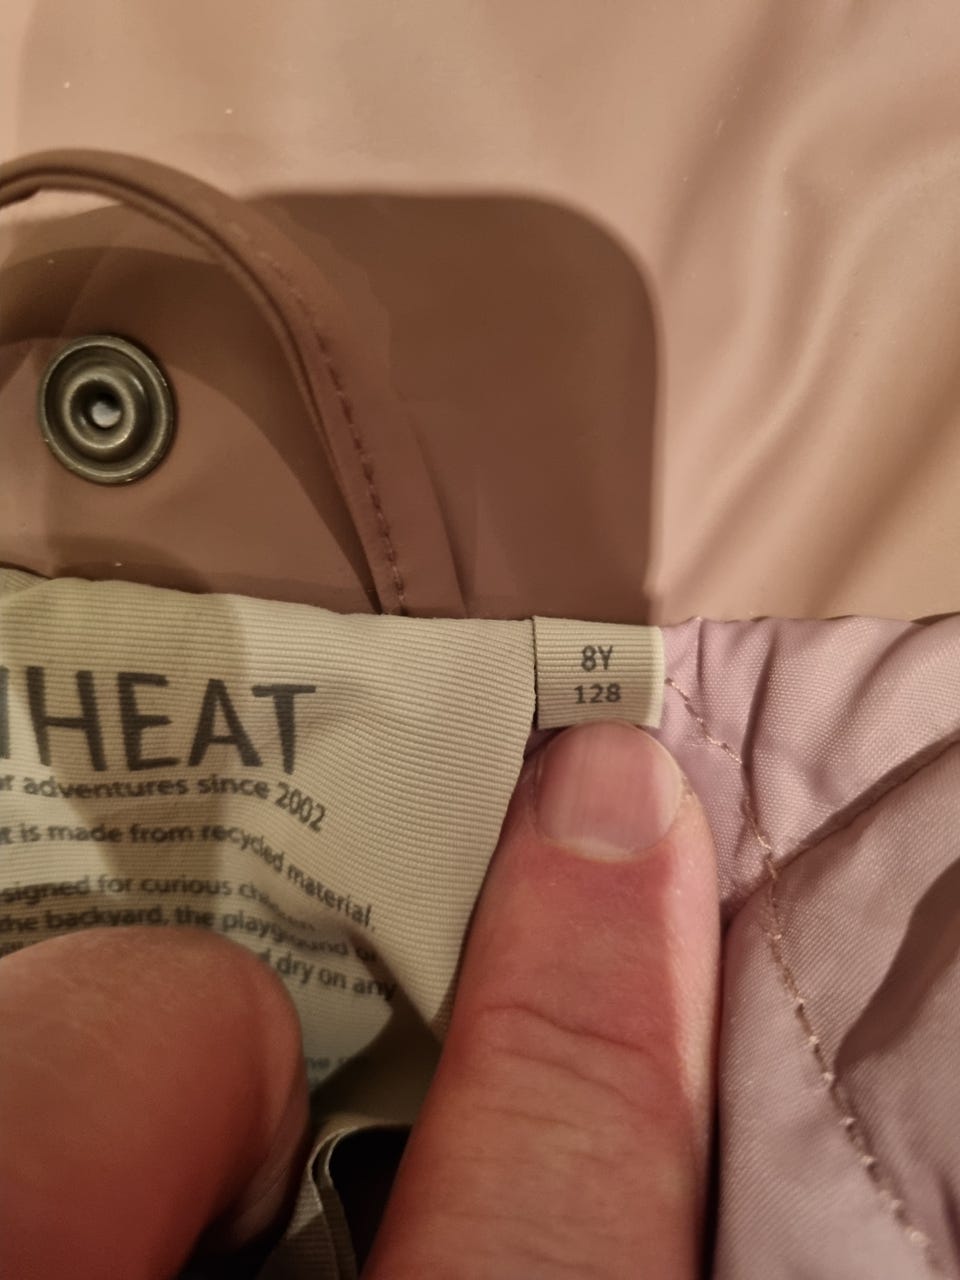 HEAT
8Y
128
adventures since 2002
is made from recycled material.
signed for curious
the backyard, the playground or
dry on any